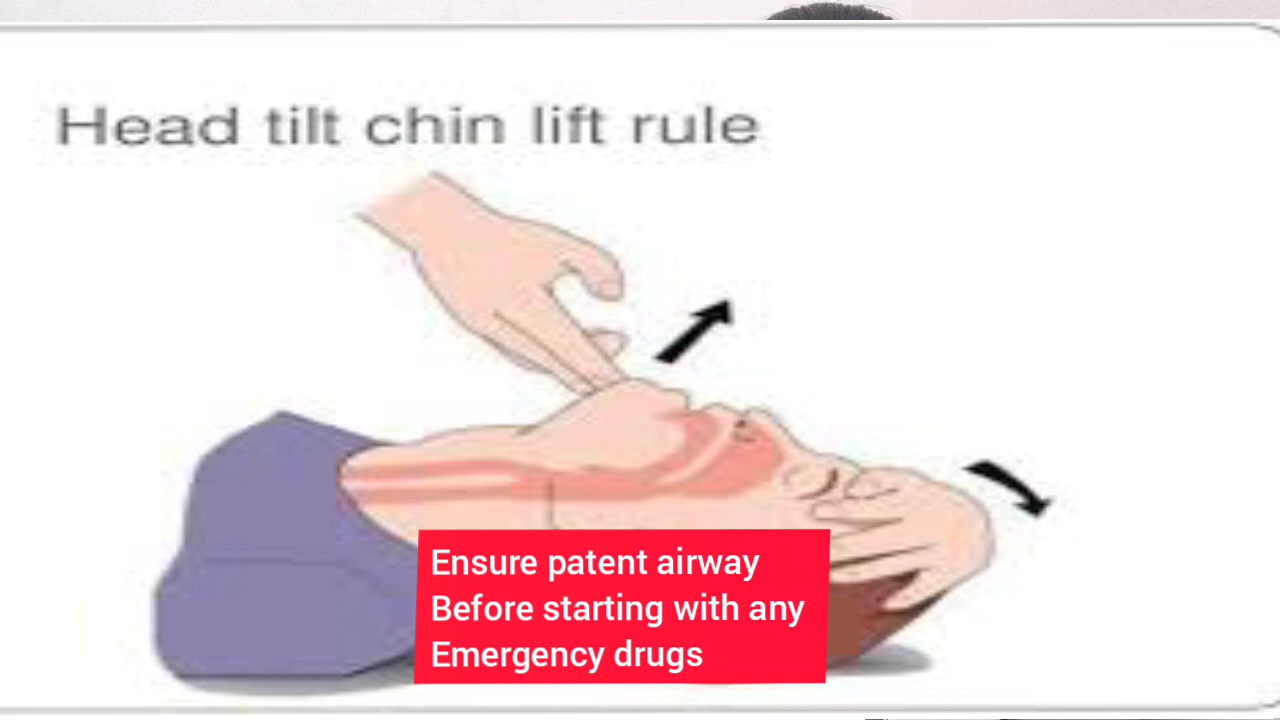 Head tilt chin lift rule
Ensure patent airway
Before starting with any
Emergency drugs